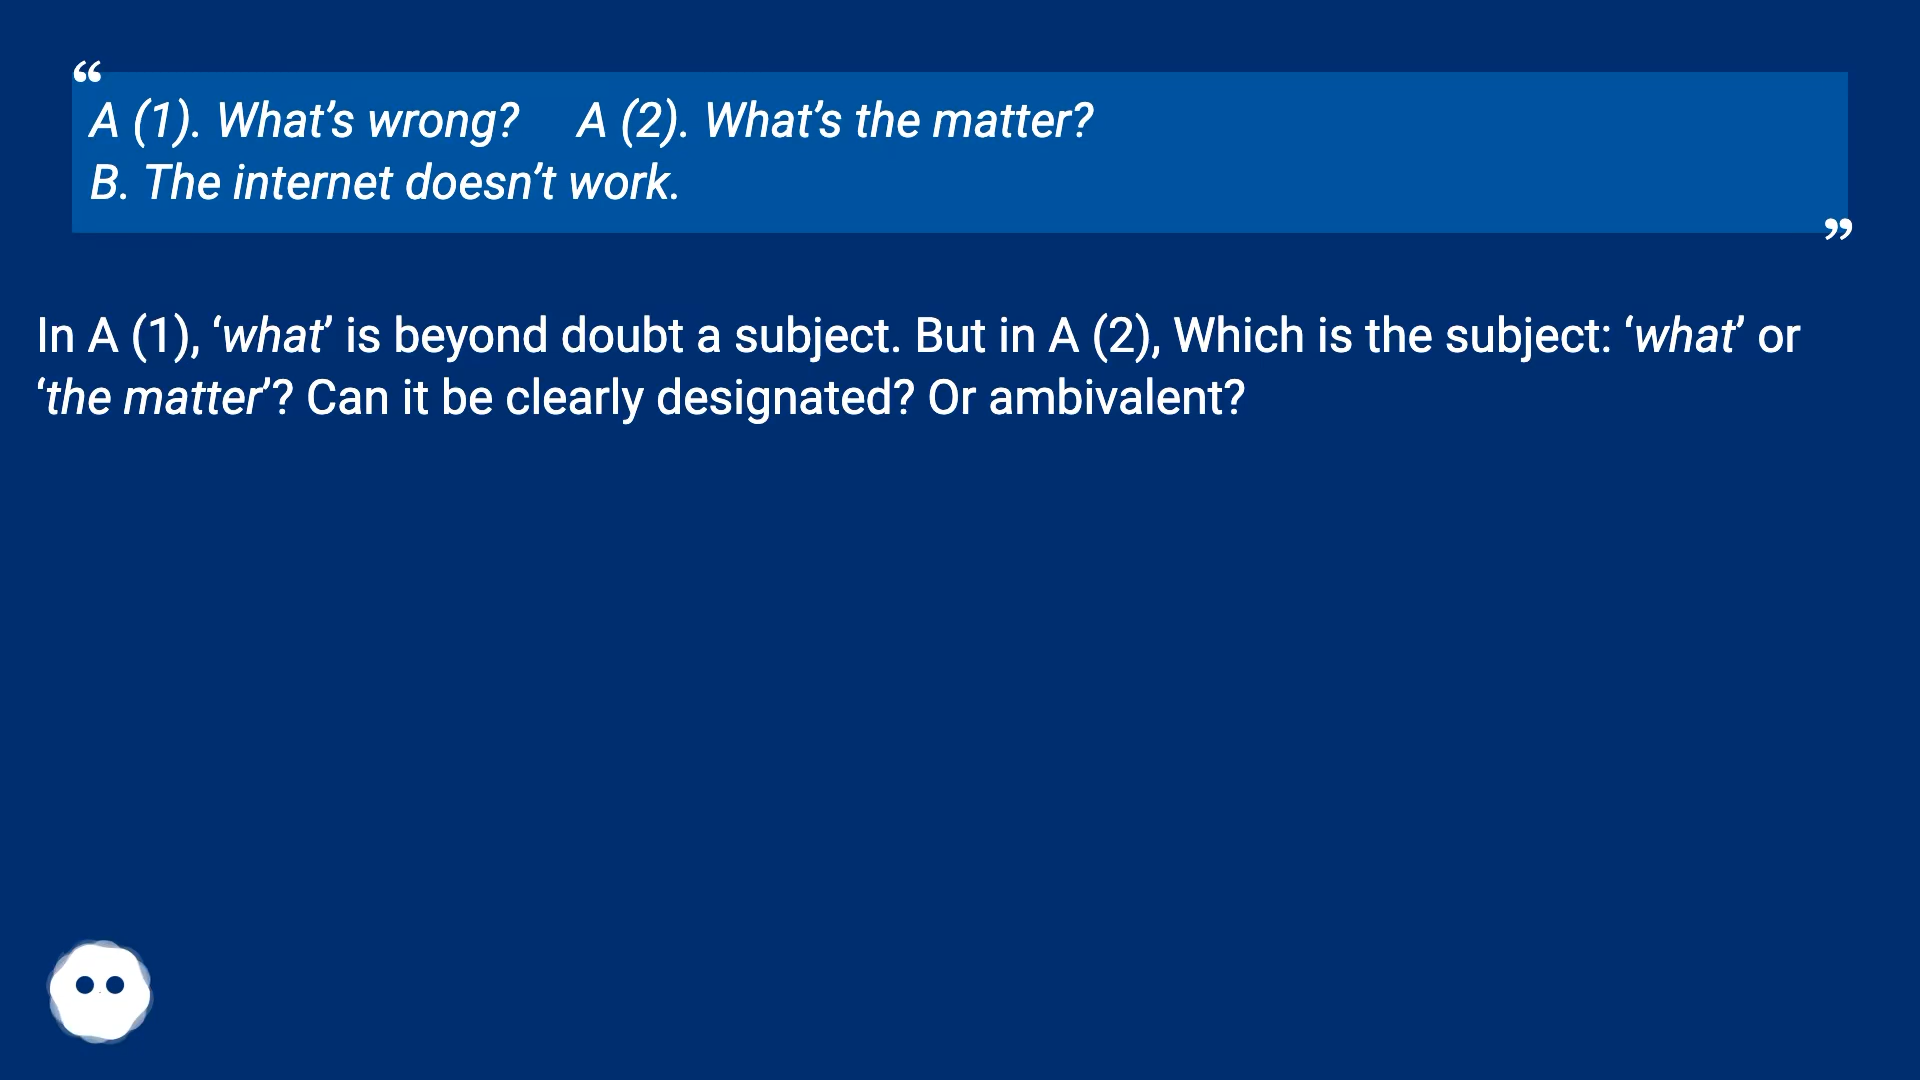 “
A (1). What’s wrong?    A (2). What’s the matter?
B. The internet doesn’t work.
”
In A (1), ‘what’ is beyond doubt a subject. But in A (2), Which is the subject: ‘what’ or
‘the matter’? Can it be clearly designated? Or ambivalent?